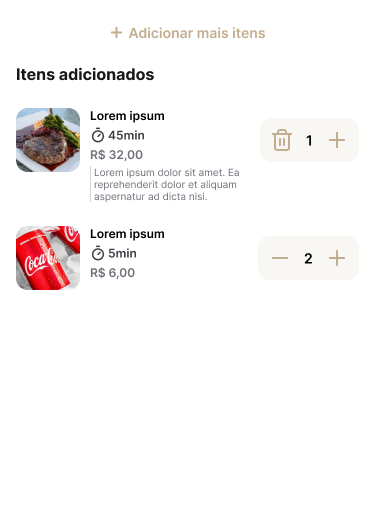 + Adicionar mais itens
Itens adicionados
Lorem ipsum
45min
R$ 32,00
Lorem ipsum dolor sit amet. Ea
reprehenderit dolor et aliquam
aspernatur ad dicta nisi.
1
Lorem ipsum
5min
R$ 6,00
Coca
2